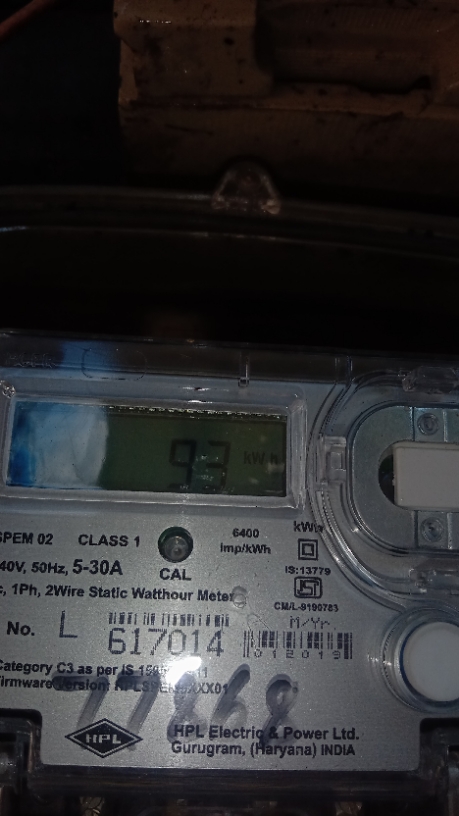 93 kWh
SPEM 02 CLASS 1 6400 imp/kWh kWh
40V, 50Hz, 5-30A CAL IS:13779
c, 1Ph, 2Wire Static Watthour Meter CM/L-9190783
No. L 617014 M/Yr.
012019
Category C3 as per IS
Firmware Version:
HPL HPL Electric & Power Ltd.
Gurugram, (Haryana) INDIA